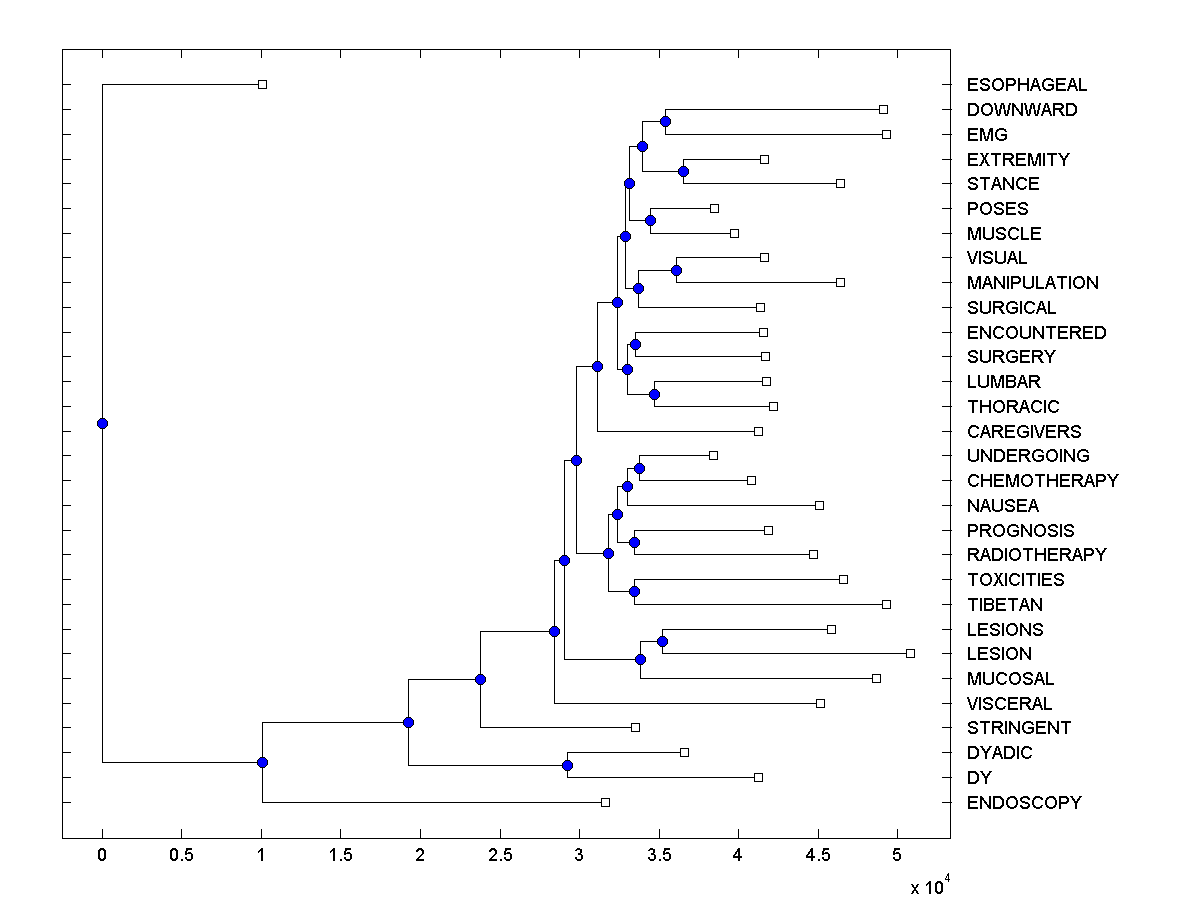 ESOPHAGEAL
DOWNWARD
EMG
EXTREMITY
STANCE
POSES
MUSCLE
VISUAL
MANIPULATION
SURGICAL
ENCOUNTERED
SURGERY
LUMBAR
THORACIC
CAREGIVERS
UNDERGOING
CHEMOTHERAPY
NAUSEA
PROGNOSIS
RADIOTHERAPY
TOXICITIES
TIBETAN
LESIONS
LESION
MUCOSAL
VISCERAL
STRINGENT
DYADIC
DY
ENDOSCOPY
0 0.5 1 1.5 2 2.5 3 3.5 4 4.5 5
x 10^4